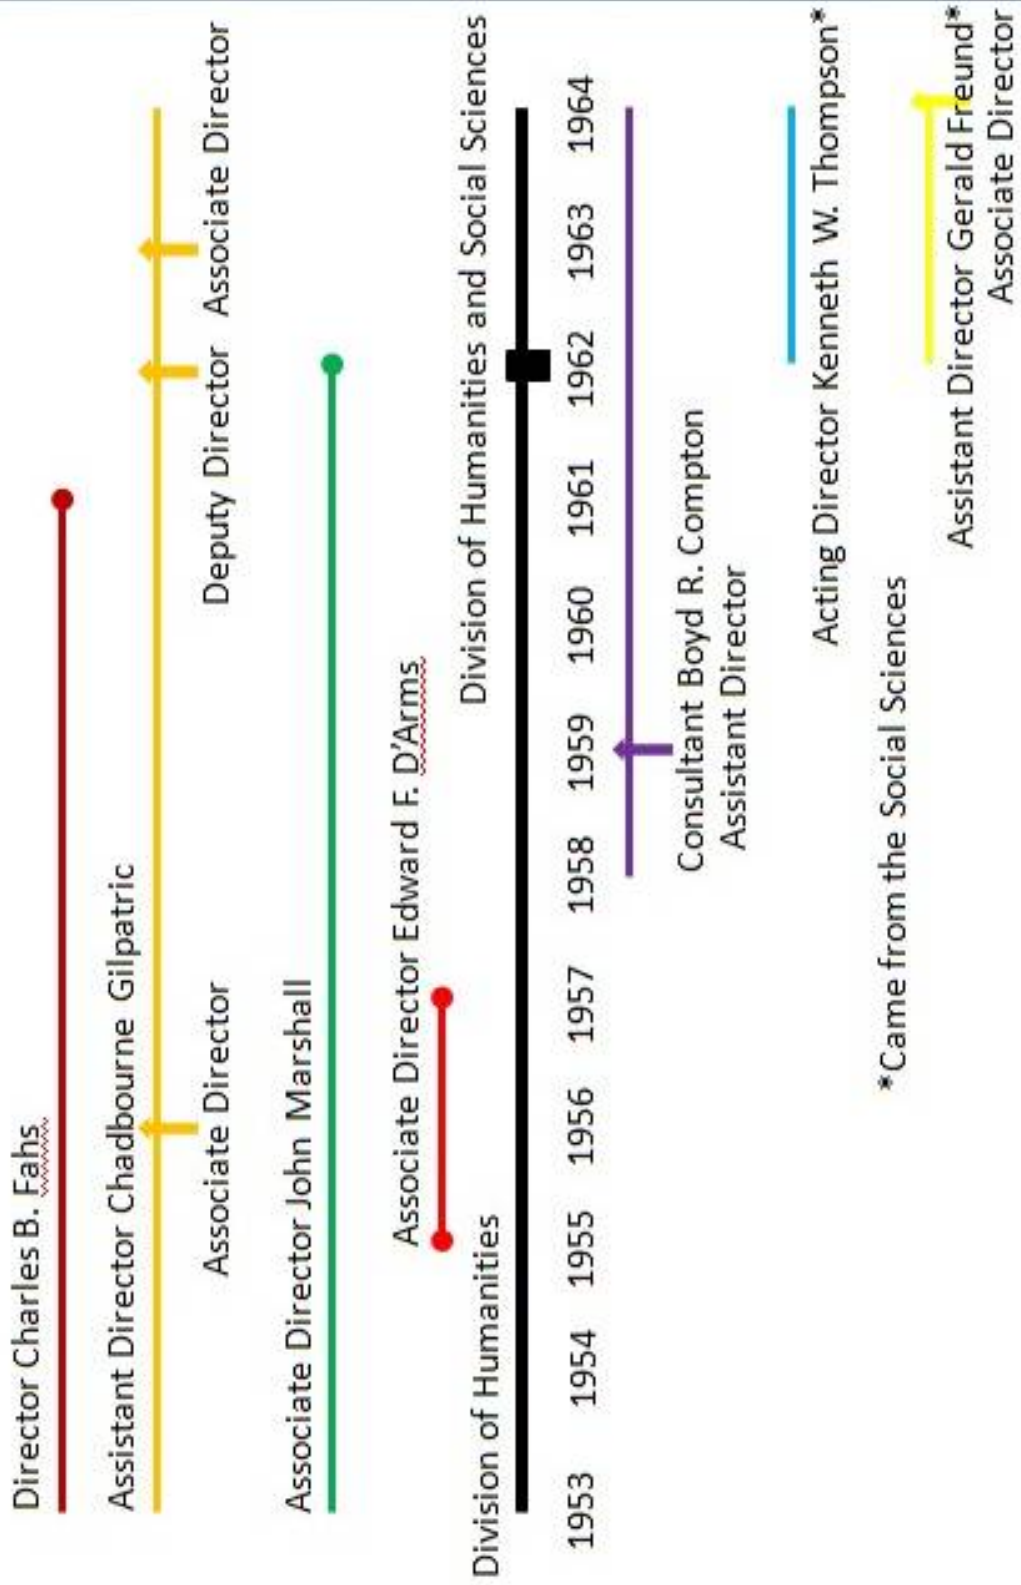 Director Charles B. Fahs
Assistant Director Chadbourne Gilpatric
Associate Director
Deputy Director
Associate Director
Associate Director John Marshall
Associate Director Edward F. D'Arms
Division of Humanities
Division of Humanities and Social Sciences
1953 1954 1955 1956 1957 1958 1959 1960 1961 1962 1963 1964
Consultant Boyd R. Compton
Assistant Director
Acting Director Kenneth W. Thompson*
*Came from the Social Sciences
Assistant Director Gerald Freund*
Associate Director